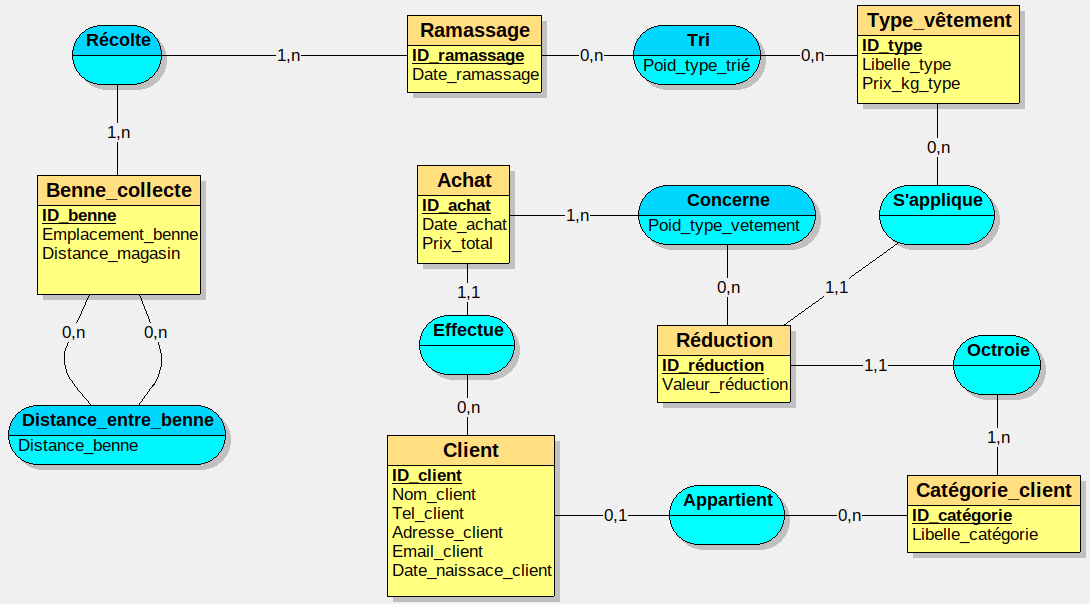 Récolte
1,n
Ramassage
ID_ramassage
Date_ramassage
0,n
Tri
Poid_type_trié
0,n
Type_vêtement
ID_type
Libelle_type
Prix_kg_type
1,n
0,n
Benne_collecte
ID_benne
Emplacement_benne
Distance_magasin
Achat
ID_achat
Date_achat
Prix_total
1,n
Concerne
Poid_type_vetement
S'applique
1,1
0,n
1,1
0,n
0,n
Effectue
Réduction
ID_réduction
Valeur_réduction
1,1
Octroie
Distance_entre_benne
Distance_benne
0,n
1,n
Client
ID_client
Nom_client
Tel_client
Adresse_client
Email_client
Date_naissace_client
0,1
Appartient
0,n
Catégorie_client
ID_catégorie
Libelle_catégorie